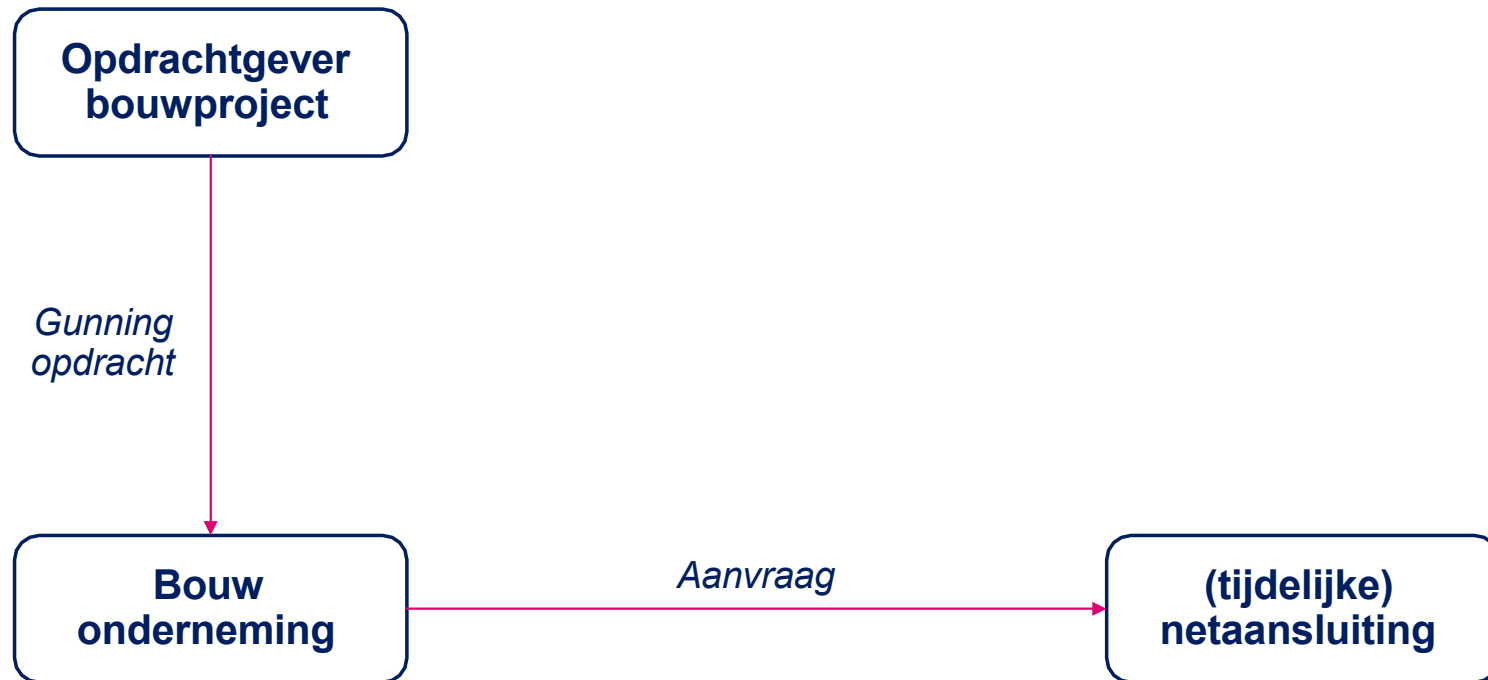 Opdrachtgever
bouwproject
Gunning
opdracht
Bouw
onderneming
Aanvraag
(tijdelijke)
netaansluiting